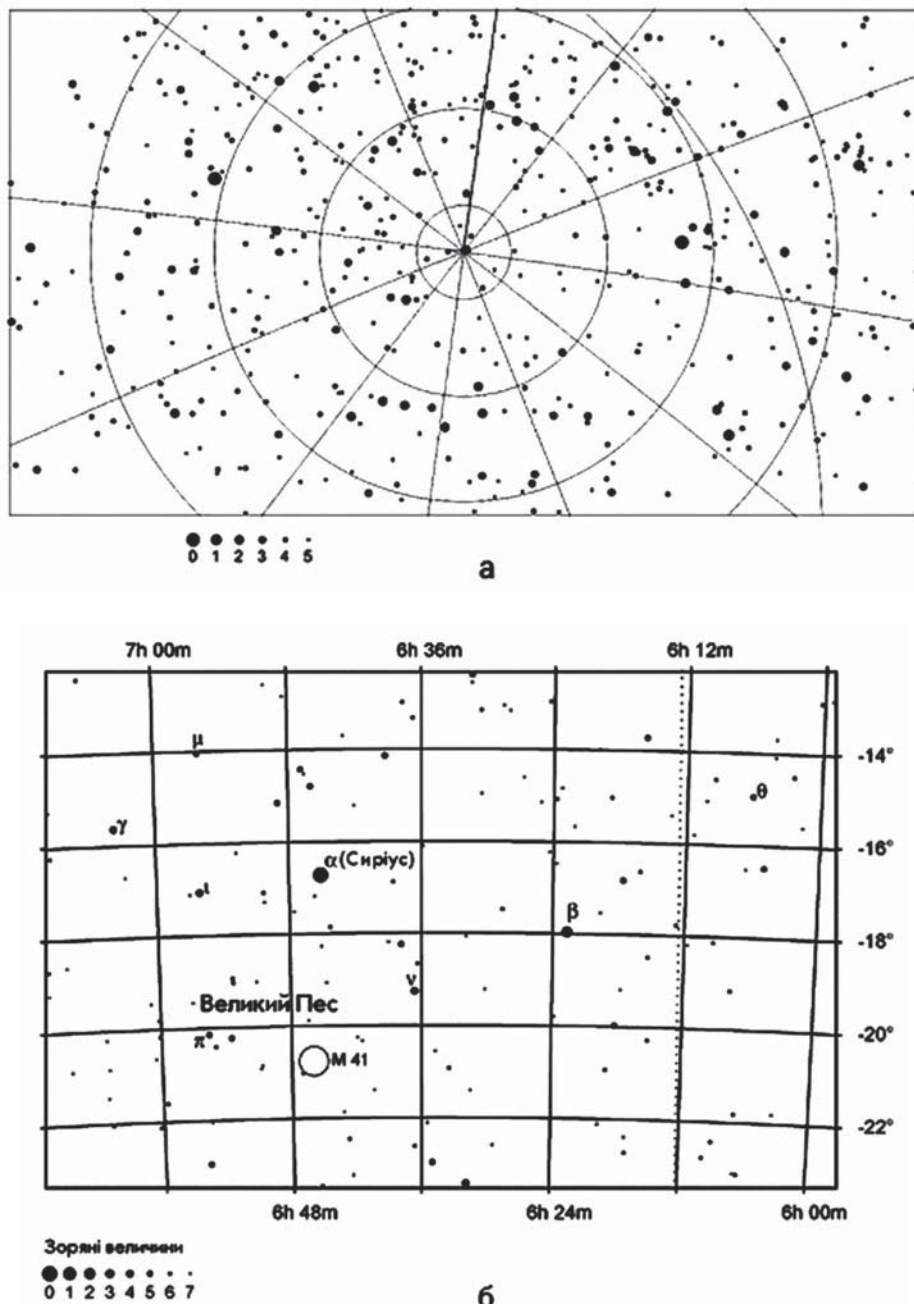 0 1 2 3 4 5
а
7h 00m 6h 36m 6h 12m
μ
-14°
θ
γ
-16°
α(Сиріус)
ι
β
-18°
ν
Великий Пес
-20°
π
М 41
-22°
6h 48m 6h 24m 6h 00m
Зоряні величини
0 1 2 3 4 5 6 7
б